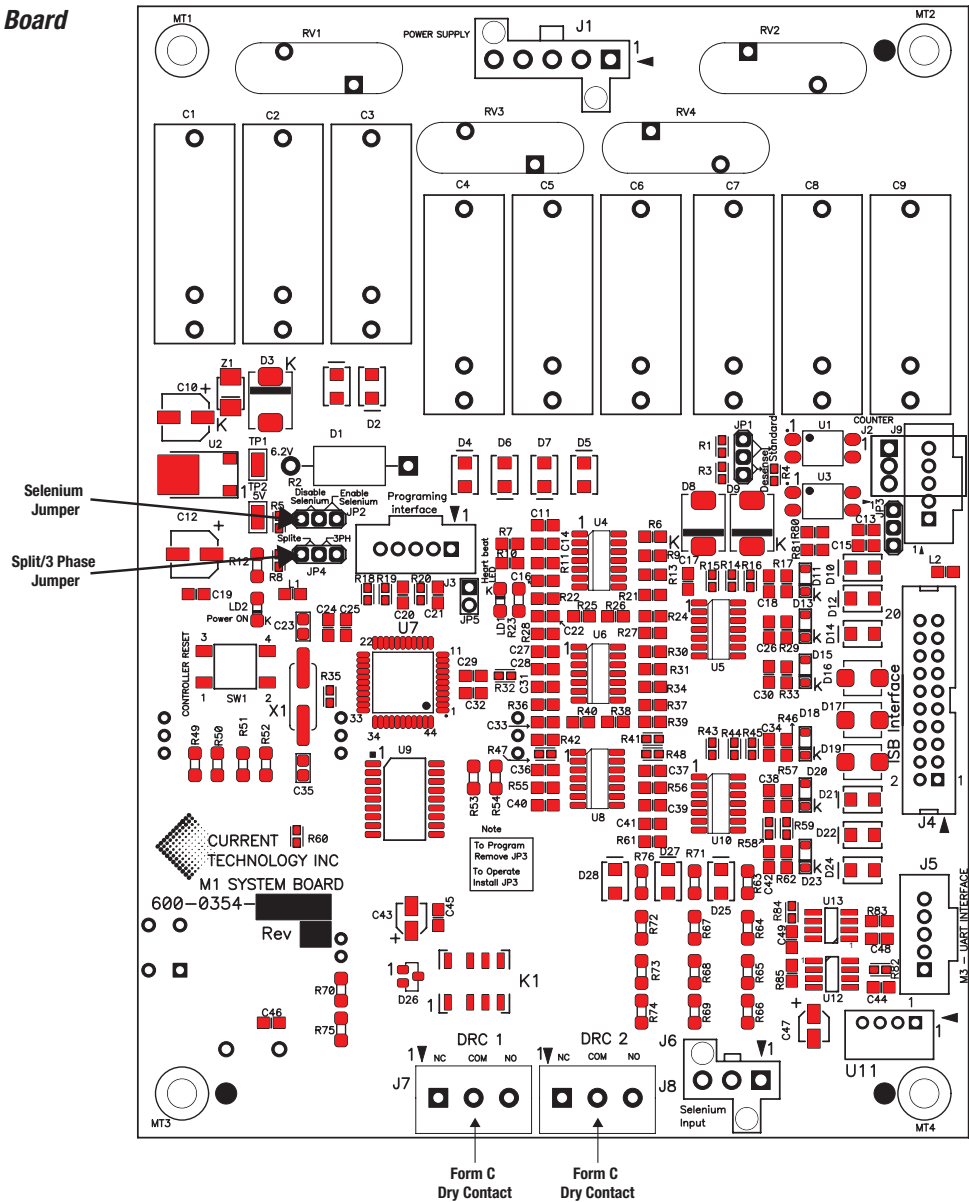 Board
MT1
RV1
POWER SUPPLY
J1
1
RV2
MT2
C1
C2
C3
RV3
RV4
C4
C5
C6
C7
C8
C9
Z1
D3
K
C10
+
K
D2
U2
1
TP1
6.2V
TP2
5V
R2
D1
D4
D6
D7
D5
JP1
R1
R3
Desense
Standard
R4
1
U1
U3
COUNTER
J2
J9
JP3
1
Selenium
Jumper
Disable
Selenium
Enable
Selenium
JP2
R5
Programing
interface
1
Split/3 Phase
Jumper
Splite
3PH
JP4
R8
C12
+
R12
C19
L1
LD2
Power ON
K
J3
JP5
Heart beat
LED
K
LD1
R23
R28
R7
R10
C16
C11
C14
1
U4
R6
R9
R13
C17
D8
D9
K
K
R81
R80
C13
C15
L2
R18
R19
R20
C20
C21
R22
R25
R26
R21
R24
R15
R14
R16
R17
C18
D11
K
D10
D12
D13
D14
C23
C24
C25
U7
22
11
33
34
44
1
C22
U6
R27
U5
C26
R29
20
C27
C28
C29
C31
C32
R32
R30
R31
R34
C30
R33
D15
K
D16
CONTROLLER RESET
3
4
1
2
SW1
X1
R35
R36
C33
R40
R38
R37
R39
D17
D18
K
ISB Interface
R49
R50
R51
R52
C35
U9
1
R47
R42
1
C36
R55
C40
U8
R41
R48
C37
R56
C39
R43
R44
R45
C34
R46
D19
C38
R57
D20
K
D21
2
1
J4
R53
R54
C41
R61
U10
R58
R59
D22
CURRENT
TECHNOLOGY INC
M1 SYSTEM BOARD
600-0354-
Rev
R60
Note
To Program
Remove JP3
To Operate
Install JP3
D28
R76
D27
R71
D25
R63
C42
R62
D23
K
D24
J5
C43
+
C45
R72
R67
R64
R84
C49
U13
R83
C48
M3 - UART INTERFACE
1
D26
1
K1
R73
R68
R65
R85
1
U12
R82
C44
R70
R75
R74
R69
R66
C47
+
U11
1
C46
1
DRC 1
NC
COM
NO
J7
1
DRC 2
NC
COM
NO
J8
J6
1
Selenium
Input
MT3
MT4
Form C
Dry Contact
Form C
Dry Contact